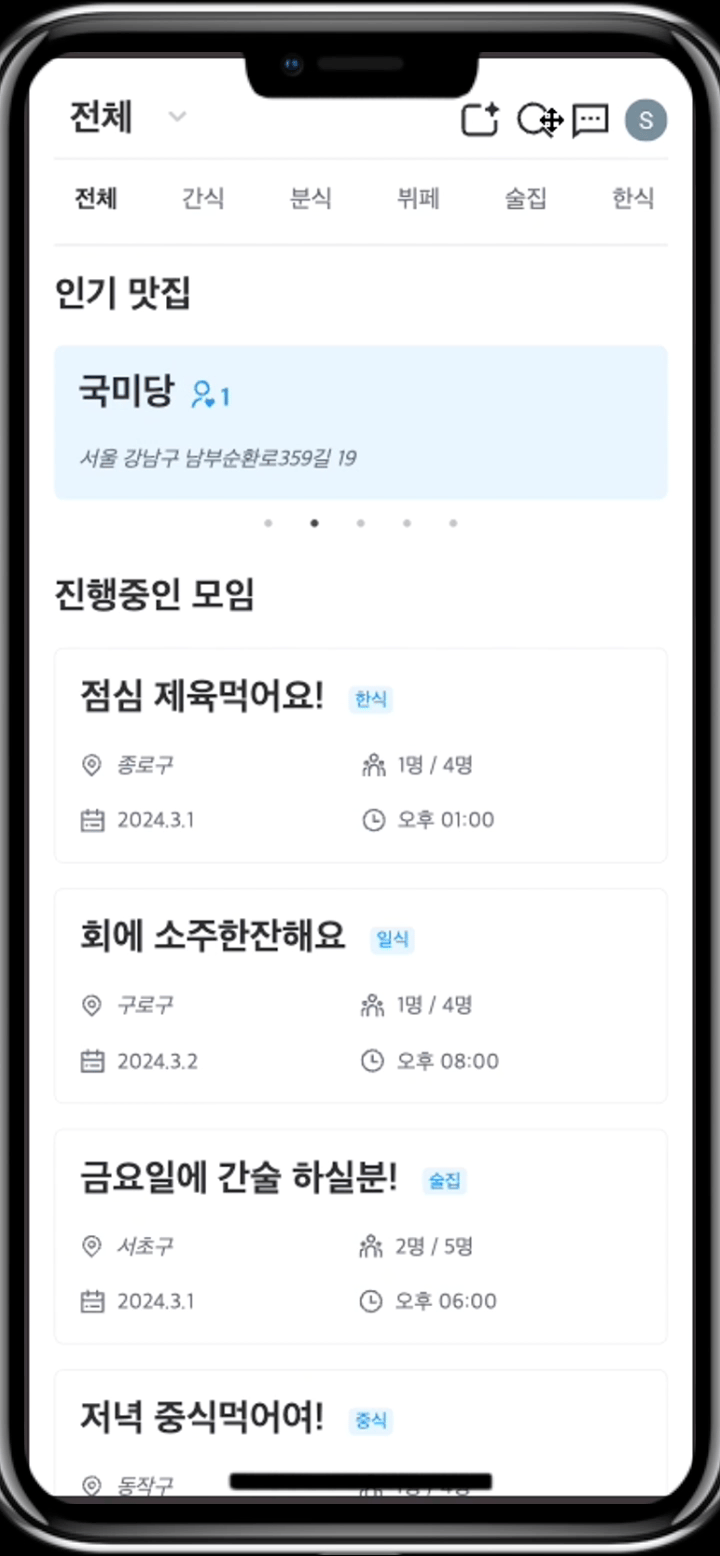 전체
S
전체 간식 분식 뷔페 술집 한식
인기 맛집
국미당 1
서울 강남구 남부순환로359길 19
진행중인 모임
점심 제육먹어요! 한식
종로구 1명 / 4명
2024.3.1 오후 01:00
회에 소주한잔해요 일식
구로구 1명 / 4명
2024.3.2 오후 08:00
금요일에 간술 하실분! 술집
서초구 2명 / 5명
2024.3.1 오후 06:00
저녁 중식먹어여! 중식
동작구